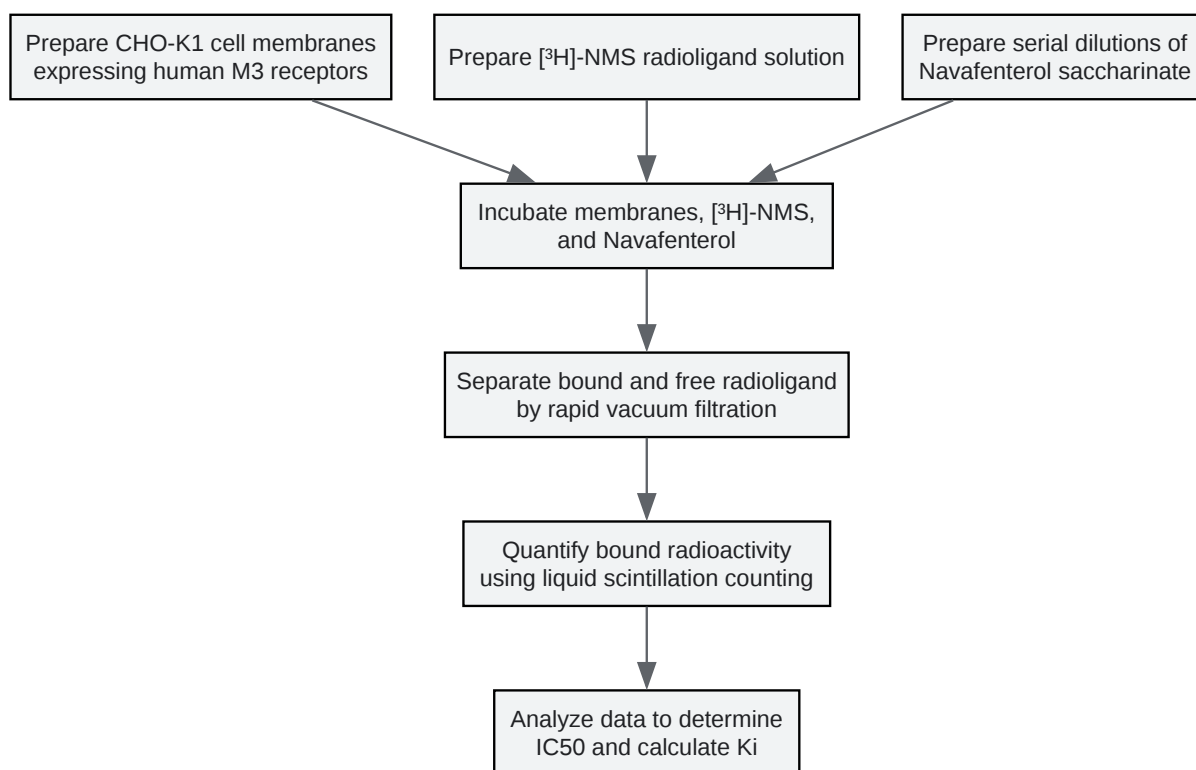 Prepare CHO-K1 cell membranes
expressing human M3 receptors
Prepare [³H]-NMS radioligand solution
Prepare serial dilutions of
Navafenterol saccharinate
Incubate membranes, [³H]-NMS,
and Navafenterol
Separate bound and free radioligand
by rapid vacuum filtration
Quantify bound radioactivity
using liquid scintillation counting
Analyze data to determine
IC50 and calculate Ki